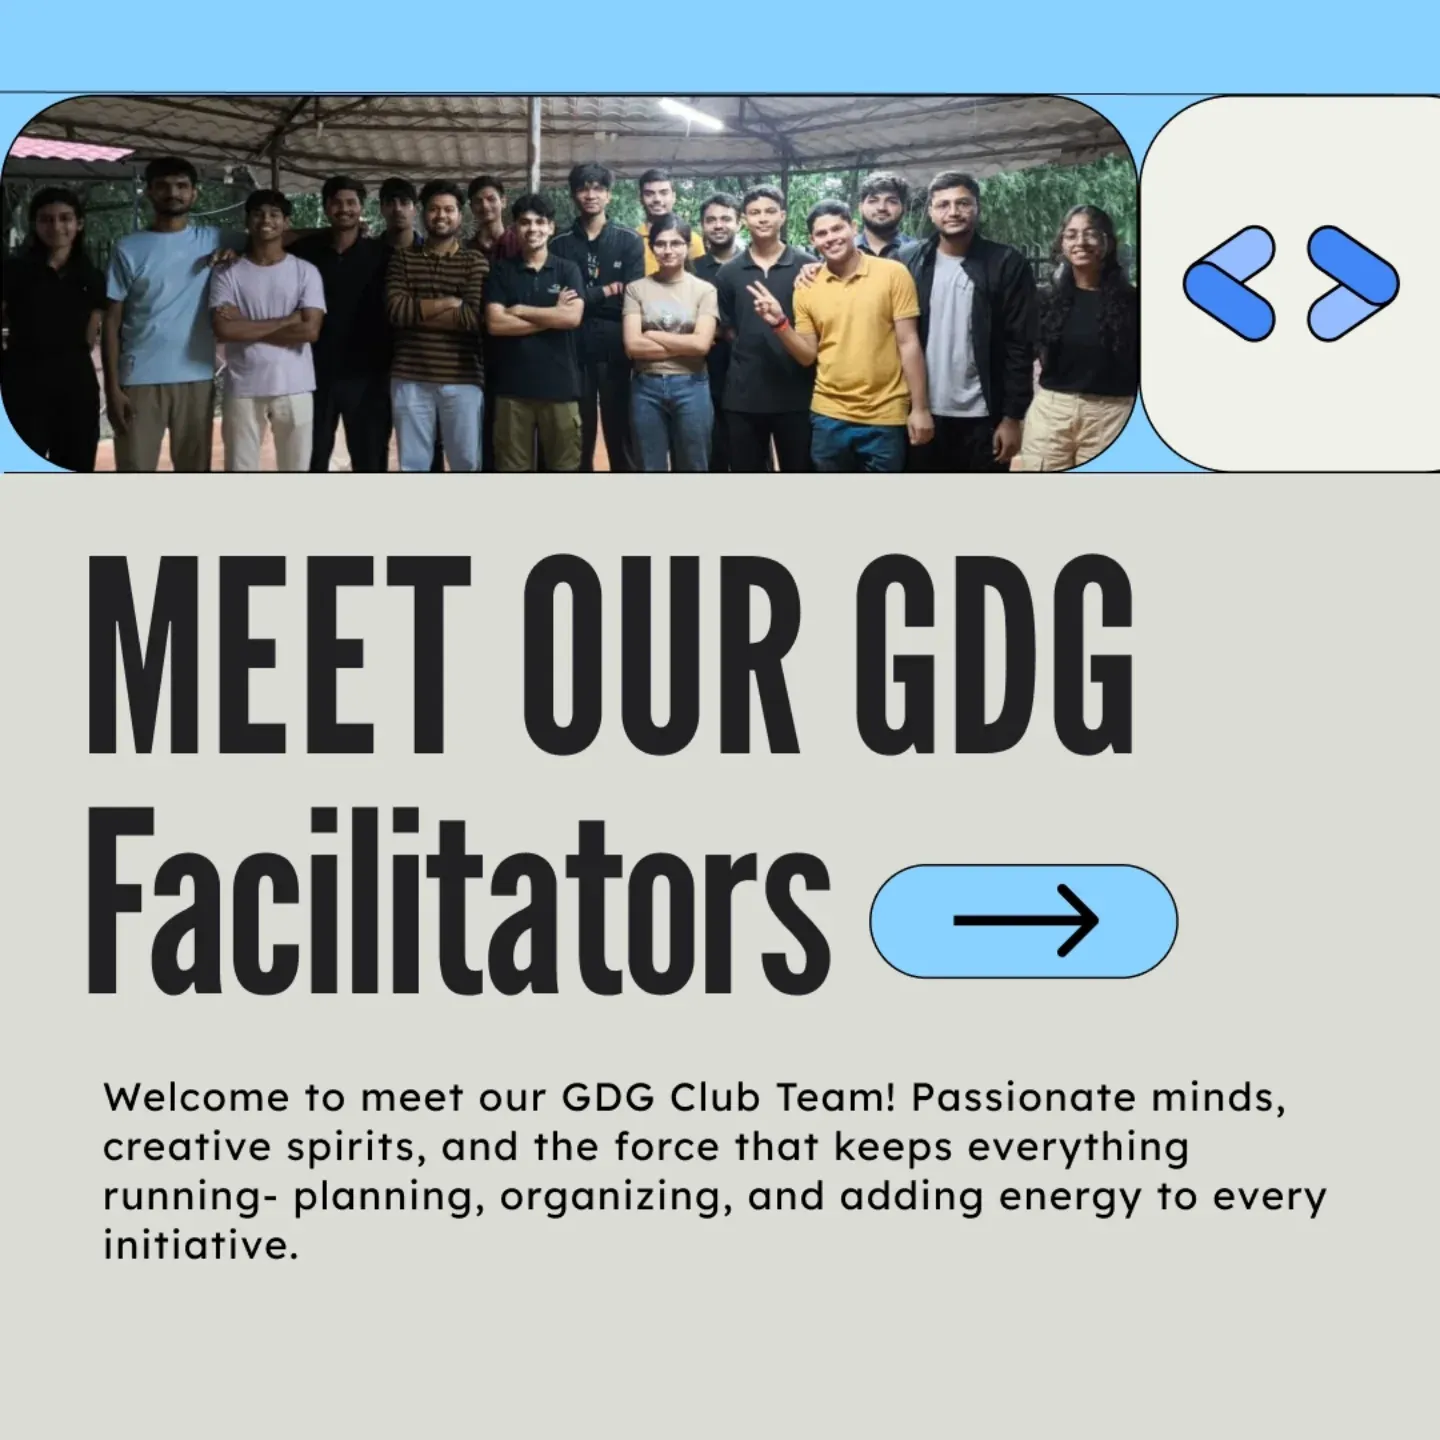 MEET OUR GDG
Facilitators
Welcome to meet our GDG Club Team! Passionate minds,
creative spirits, and the force that keeps everything
running- planning, organizing, and adding energy to every
initiative.